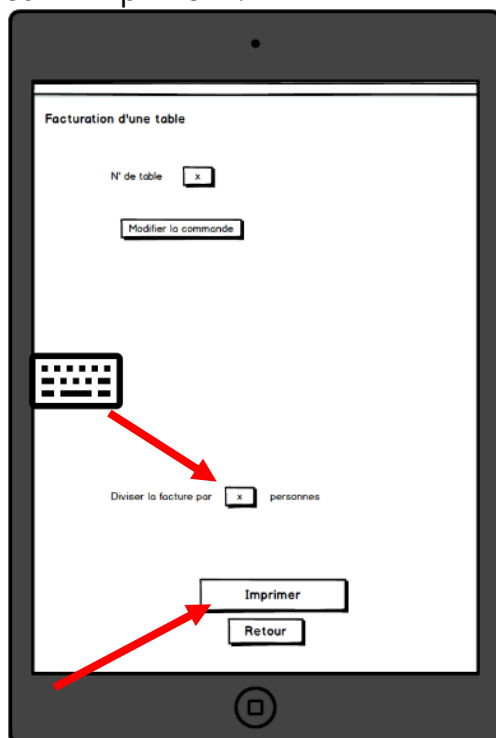 Facturation d'une table
N° de table x
Modifier la commande
Diviser la facture par x personnes
Imprimer
Retour